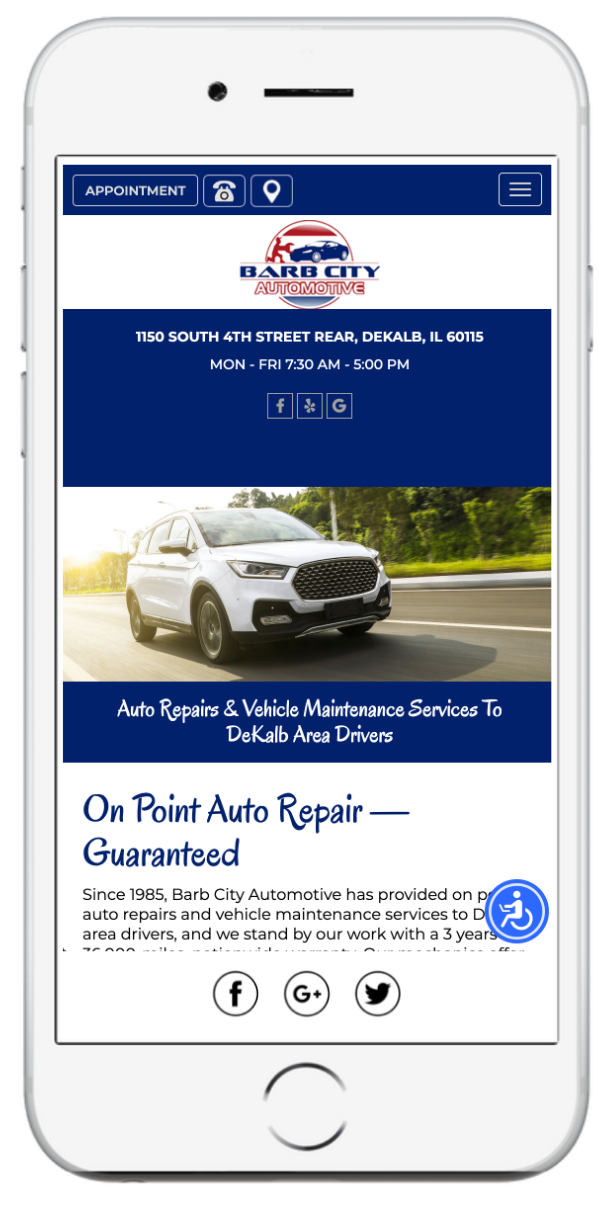 APPOINTMENT
BARB CITY
AUTOMOTIVE
1150 SOUTH 4TH STREET REAR, DEKALB, IL 60115
MON - FRI 7:30 AM - 5:00 PM
f G
Auto Repairs & Vehicle Maintenance Services To
DeKalb Area Drivers
On Point Auto Repair —
Guaranteed
Since 1985, Barb City Automotive has provided on
auto repairs and vehicle maintenance services to
area drivers, and we stand by our work with a 3 years
f G+